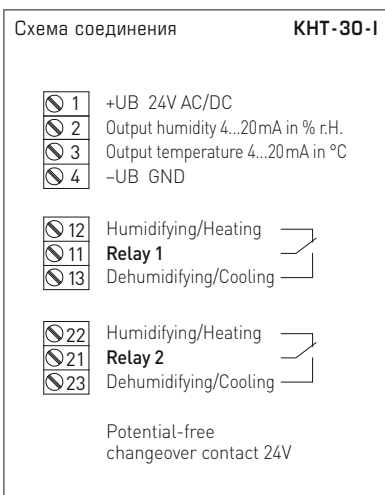 Схема соединения KHT-30-I
1 +UB 24V AC/DC
2 Output humidity 4...20mA in % r.H.
3 Output temperature 4...20mA in °C
4 –UB GND
12 Humidifying/Heating
11 Relay 1
13 Dehumidifying/Cooling
22 Humidifying/Heating
21 Relay 2
23 Dehumidifying/Cooling
Potential-free
changeover contact 24V